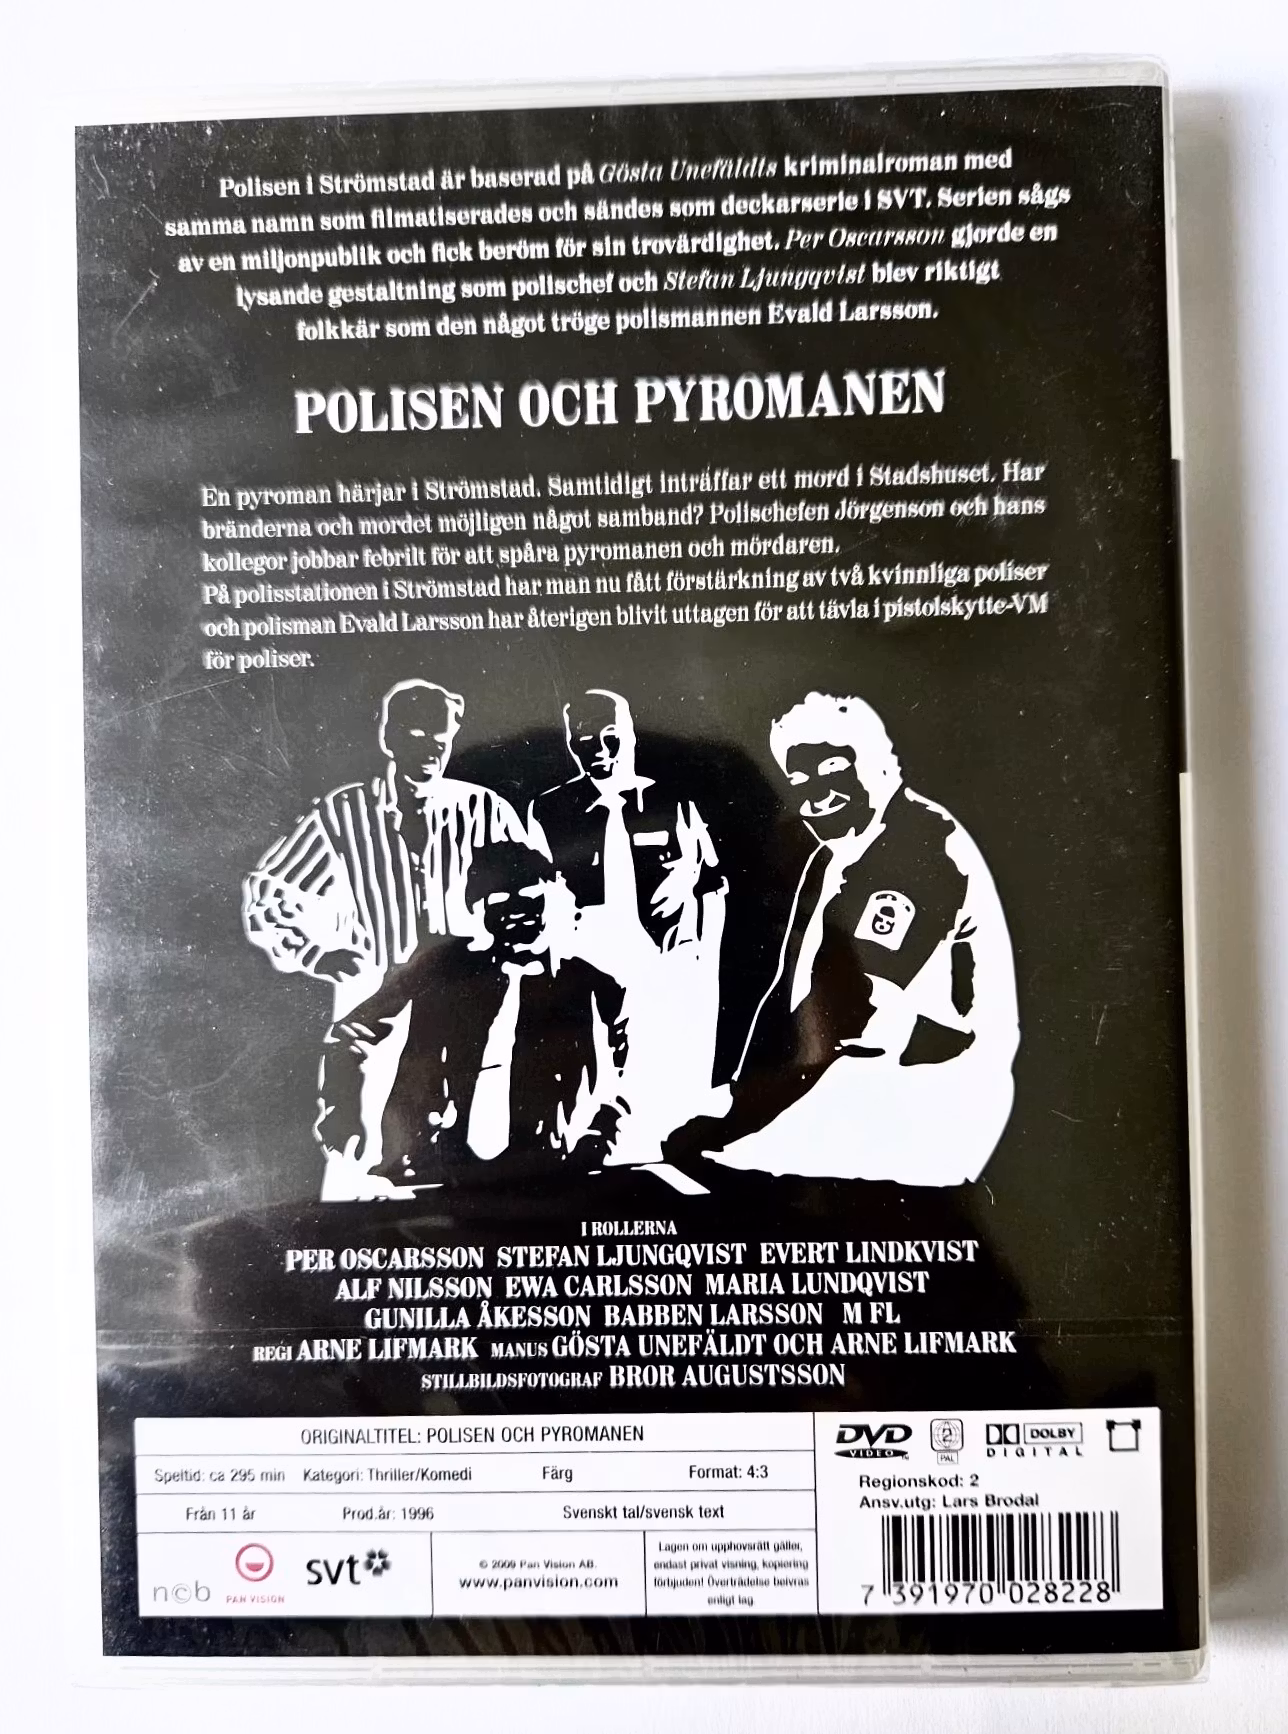 Polisen i Strömstad är baserad på Gösta Unefäldts kriminalroman med
samma namn som filmatiserades och sändes som deckarserie i SVT. Serien sågs
av en miljonpublik och fick beröm för sin trovärdighet. Per Oscarsson gjorde en
lysande gestaltning som polischef och Stefan Ljungqvist blev riktigt
folkkär som den något tröge polismannen Evald Larsson.
POLISEN OCH PYROMANEN
En pyroman härjar i Strömstad. Samtidigt inträffar ett mord i Stadshuset. Har
bränderna och mordet möjligen något samband? Polischefen Jörgenson och hans
kollegor jobbar febrilt för att spåra pyromanen och mördaren.
På polisstationen i Strömstad har man nu fått förstärkning av två kvinnliga poliser
och polisman Evald Larsson har återigen blivit uttagen för att tävla i pistolskytte-VM
för poliser.
I ROLLERNA
PER OSCARSSON STEFAN LJUNGQVIST EVERT LINDKVIST
ALF NILSSON EWA CARLSSON MARIA LUNDQVIST
GUNILLA ÅKESSON BABBEN LARSSON M FL
REGI ARNE LIFMARK MANUS GÖSTA UNEFÄLDT OCH ARNE LIFMARK
STILLBILDSFOTOGRAF BROR AUGUSTSSON
ORIGINALTITEL: POLISEN OCH PYROMANEN
Speltid: ca 295 min Kategori: Thriller/Komedi Färg Format: 4:3
Från 11 år Prod.år: 1996 Svenskt tal/svensk text
ncb
PAN VISION
svt
© 2009 Pan Vision AB.
www.panvision.com
Lagen om upphovsrätt gäller,
endast privat visning, kopiering
förbjuden! Överträdelse beivras
enligt lag
DVD
VIDEO
2
PAL
DOLBY
DIGITAL
Regionskod: 2
Ansv.utg: Lars Brodal
7 391970 028228